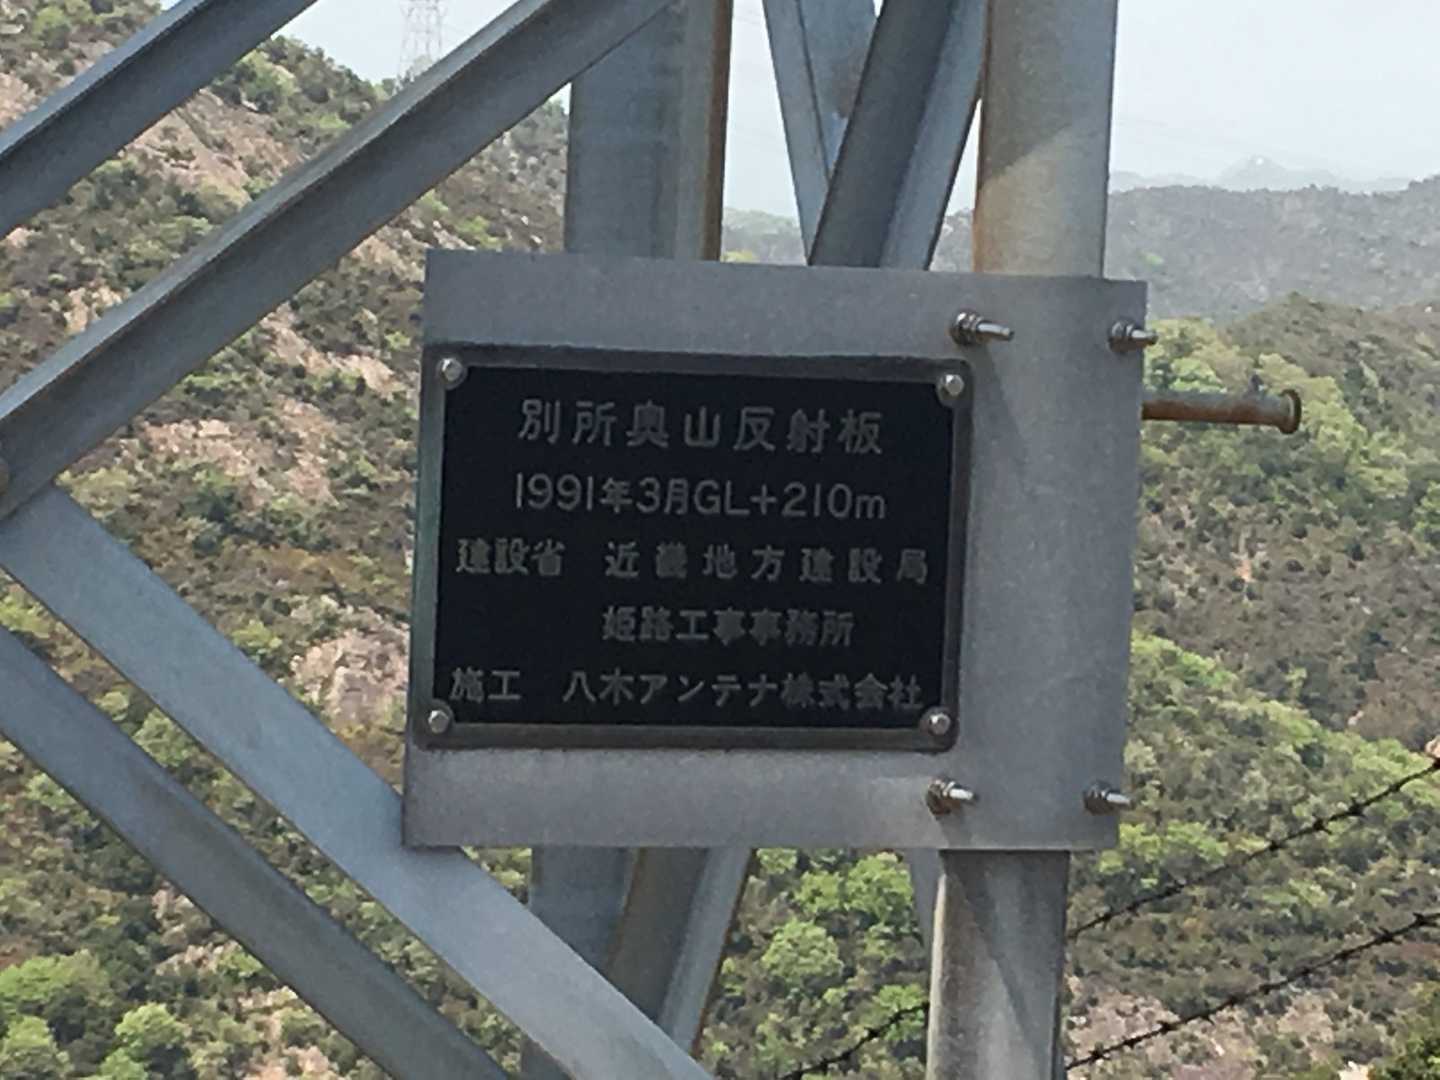 別所奥山反射板
1991年3月GL+210m
建設省 近畿地方建設局
姫路工事事務所
施工 八木アンテナ株式会社